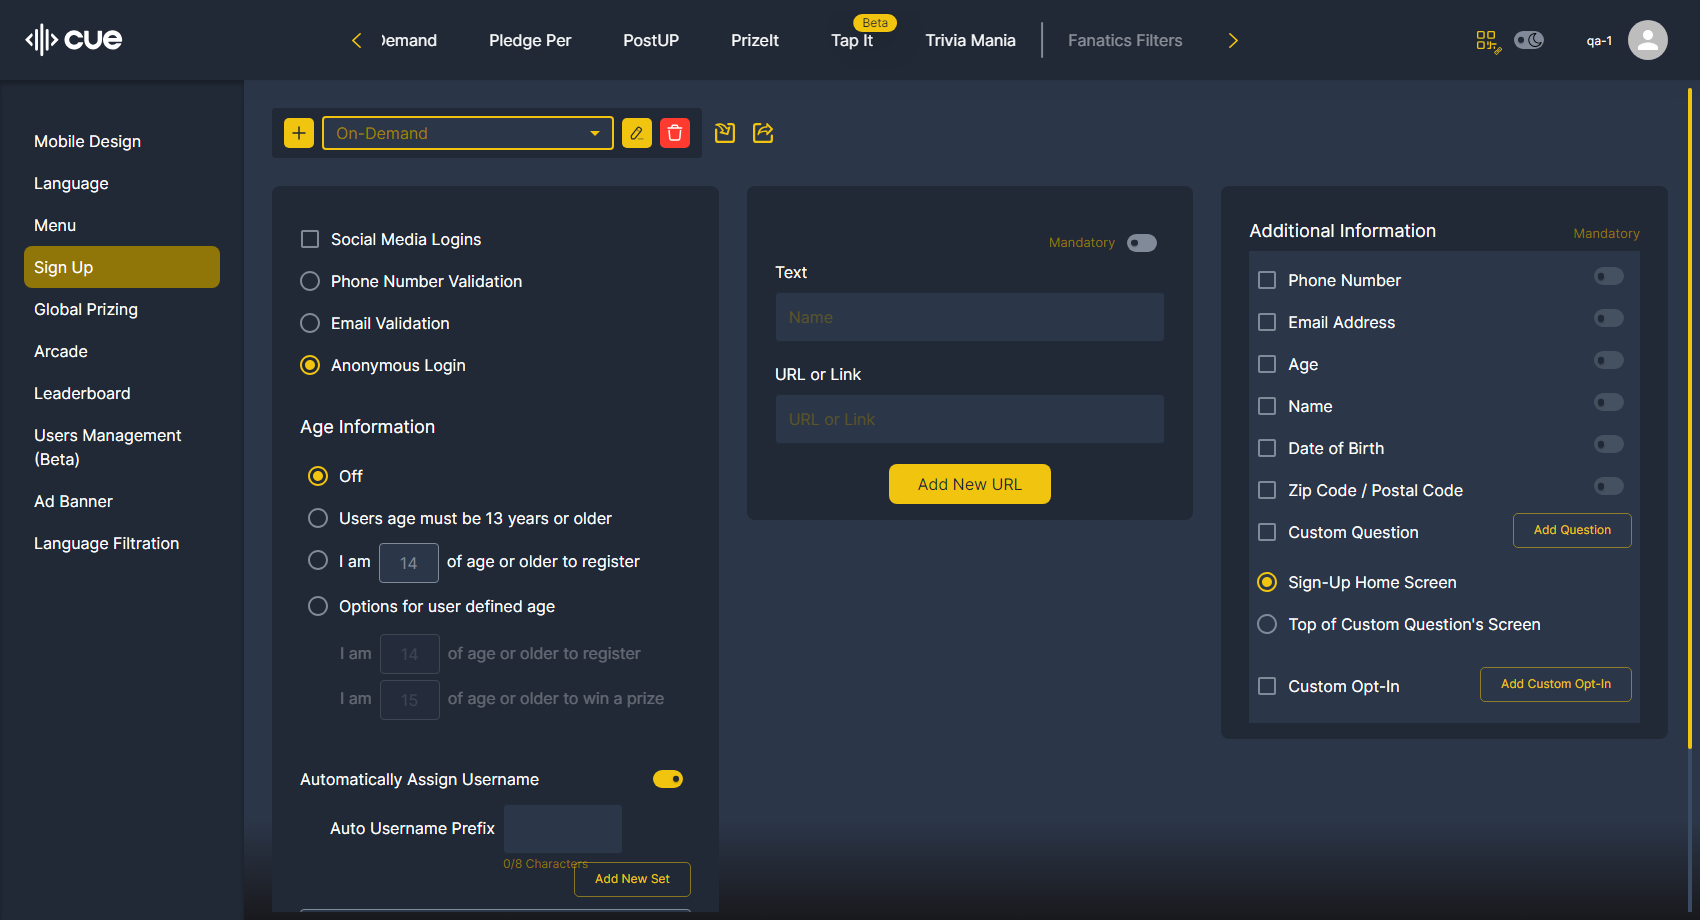 cue
Demand
Pledge Per
PostUP
PrizeIt
Beta
Tap It
Trivia Mania
Fanatics Filters
qa-1
Mobile Design
Language
Menu
Sign Up
Global Prizing
Arcade
Leaderboard
Users Management
(Beta)
Ad Banner
Language Filtration
On-Demand
Social Media Logins
Phone Number Validation
Email Validation
Anonymous Login
Age Information
Off
Users age must be 13 years or older
I am 14 of age or older to register
Options for user defined age
I am 14 of age or older to register
I am 15 of age or older to win a prize
Automatically Assign Username
Auto Username Prefix
0/8 Characters
Add New Set
Mandatory
Text
Name
URL or Link
URL or Link
Add New URL
Additional Information
Mandatory
Phone Number
Email Address
Age
Name
Date of Birth
Zip Code / Postal Code
Custom Question
Add Question
Sign-Up Home Screen
Top of Custom Question's Screen
Custom Opt-In
Add Custom Opt-In